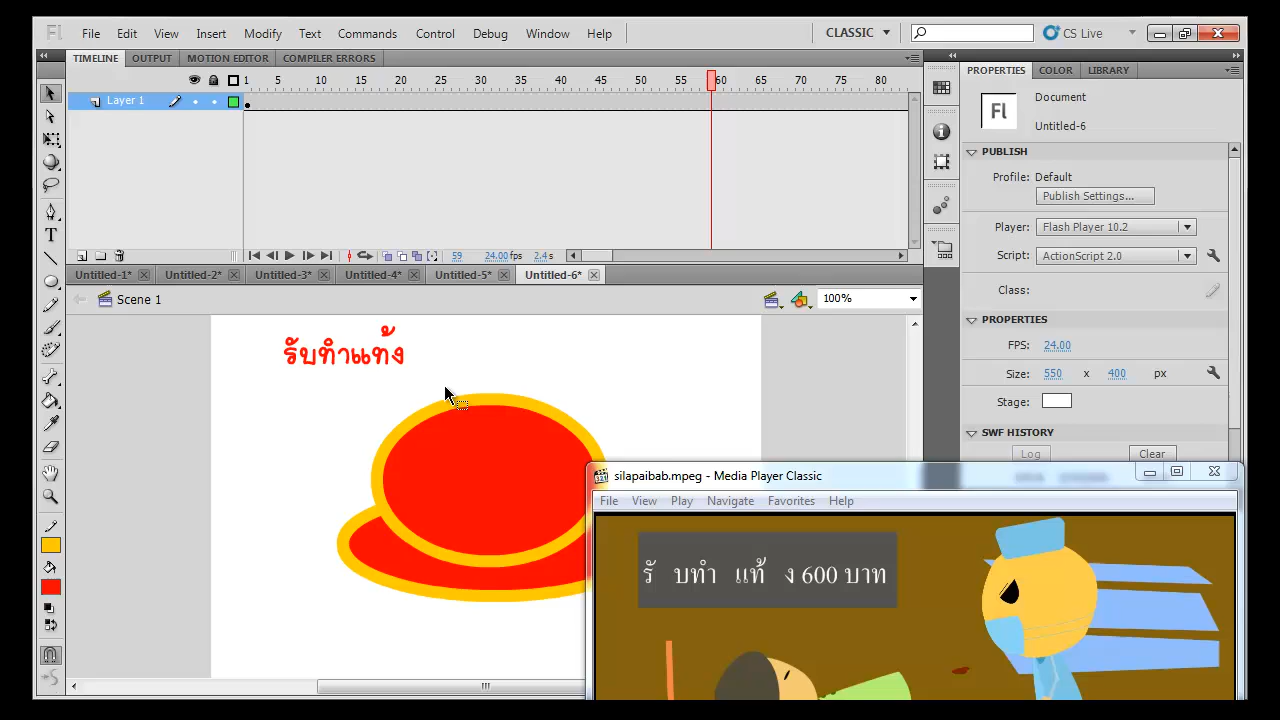 Fl File Edit View Insert Modify Text Commands Control Debug Window Help CLASSIC CS Live
TIMELINE OUTPUT MOTION EDITOR COMPILER ERRORS
PROPERTIES COLOR LIBRARY
1 5 10 15 20 25 30 35 40 45 50 55 60 65 70 75 80
Layer 1
Fl
Document
Untitled-6
PUBLISH
Profile: Default
Publish Settings...
Player: Flash Player 10.2
Script: ActionScript 2.0
Class:
59 24.00fps 2.4s
Untitled-1* Untitled-2* Untitled-3* Untitled-4* Untitled-5* Untitled-6*
Scene 1 100%
PROPERTIES
FPS: 24.00
Size: 550 x 400 px
Stage:
SWF HISTORY
Log Clear
รับทำแท้ง
silapaibab.mpeg - Media Player Classic
File View Play Navigate Favorites Help
รั บทำ แท้ ง 600 บาท